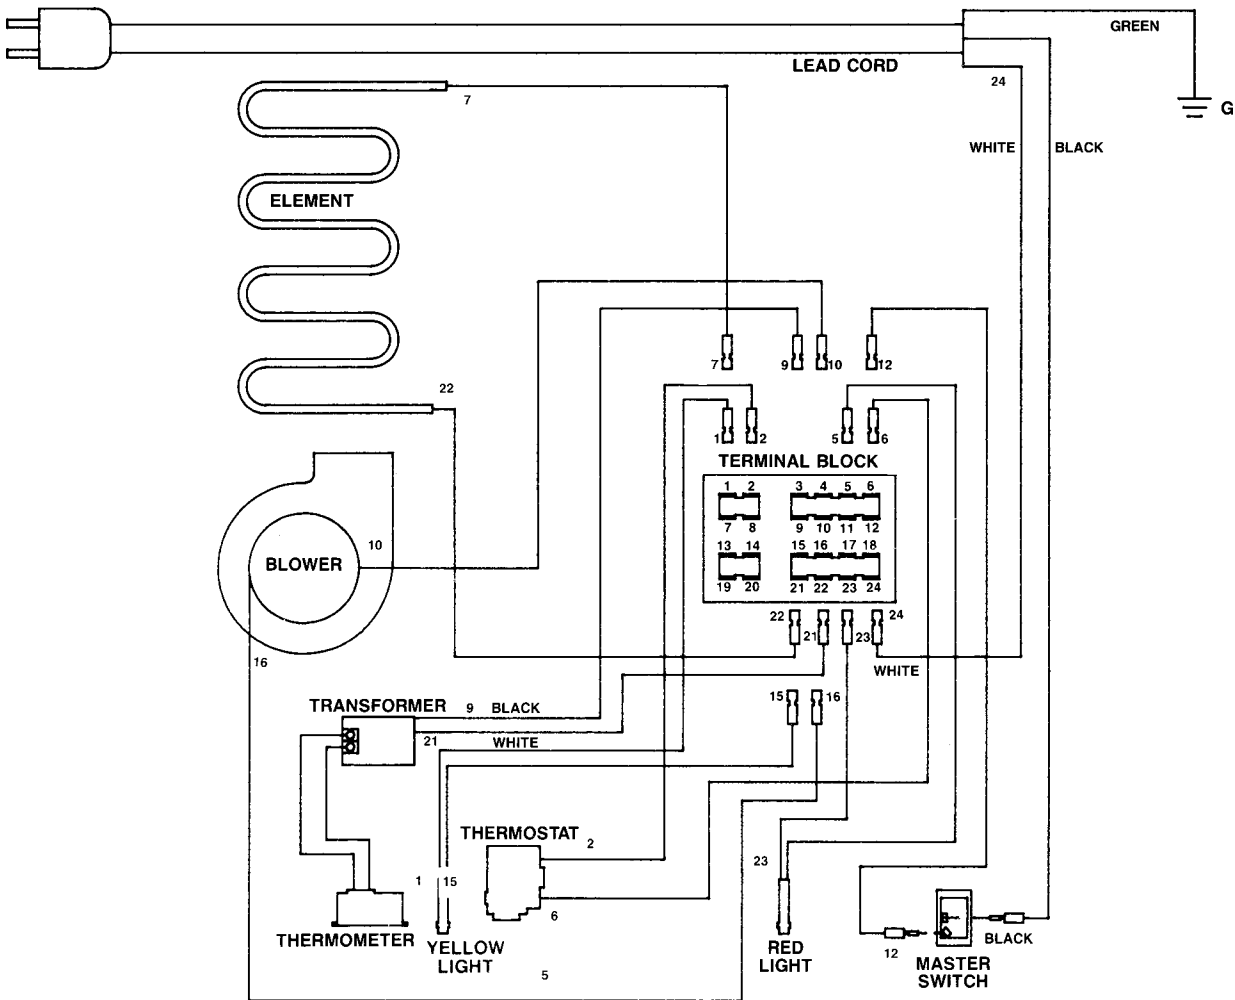 GREEN
LEAD CORD
24
G
7
WHITE
BLACK
ELEMENT
7
9
10
12
22
1
2
5
6
TERMINAL BLOCK
1 2 3 4 5 6
7 8 9 10 11 12
10
BLOWER
13 14 15 16 17 18
19 20 21 22 23 24
22
21
23
24
16
WHITE
15
16
TRANSFORMER
9 BLACK
21
WHITE
THERMOSTAT
2
23
1
15
6
THERMOMETER
YELLOW
LIGHT
RED
LIGHT
BLACK
12
MASTER
SWITCH
5